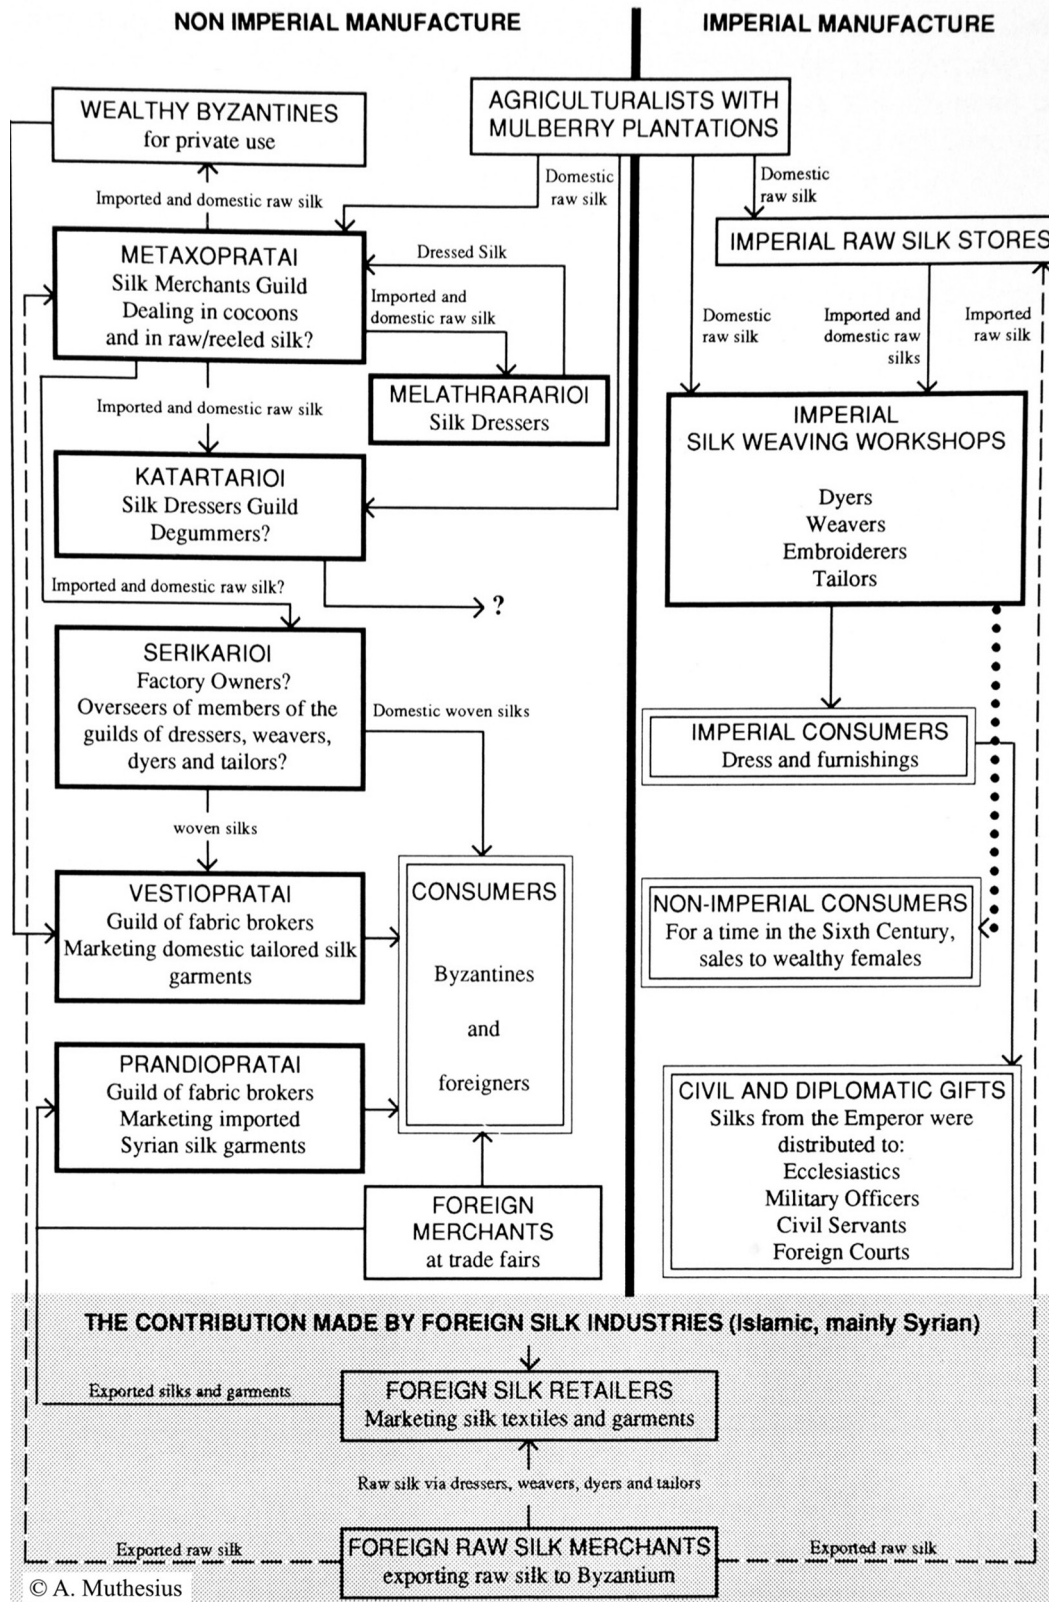 NON IMPERIAL MANUFACTURE
IMPERIAL MANUFACTURE
AGRICULTURALISTS WITH
MULBERRY PLANTATIONS
WEALTHY BYZANTINES
for private use
Imported and domestic raw silk
Domestic
raw silk
Domestic
raw silk
METAXOPRATAI
Silk Merchants Guild
Dealing in cocoons
and in raw/reeled silk?
Dressed Silk
Imported and
domestic raw silk
MELATHRARARIOI
Silk Dressers
IMPERIAL RAW SILK STORES
Domestic
raw silk
Imported and
domestic raw
silks
Imported
raw silk
Imported and domestic raw silk
KATARTARIOI
Silk Dressers Guild
Degummers?
IMPERIAL
SILK WEAVING WORKSHOPS
Dyers
Weavers
Embroiderers
Tailors
Imported and domestic raw silk?
?
SERIKARIOI
Factory Owners?
Overseers of members of the
guilds of dressers, weavers,
dyers and tailors?
Domestic woven silks
woven silks
IMPERIAL CONSUMERS
Dress and furnishings
VESTIOPRATAI
Guild of fabric brokers
Marketing domestic tailored silk
garments
CONSUMERS
Byzantines
and
foreigners
NON-IMPERIAL CONSUMERS
For a time in the Sixth Century,
sales to wealthy females
PRANDIOPRATAI
Guild of fabric brokers
Marketing imported
Syrian silk garments
CIVIL AND DIPLOMATIC GIFTS
Silks from the Emperor were
distributed to:
Ecclesiastics
Military Officers
Civil Servants
Foreign Courts
FOREIGN
MERCHANTS
at trade fairs
THE CONTRIBUTION MADE BY FOREIGN SILK INDUSTRIES (Islamic, mainly Syrian)
Exported silks and garments
FOREIGN SILK RETAILERS
Marketing silk textiles and garments
Raw silk via dressers, weavers, dyers and tailors
Exported raw silk
FOREIGN RAW SILK MERCHANTS
exporting raw silk to Byzantium
Exported raw silk
© A. Muthesius